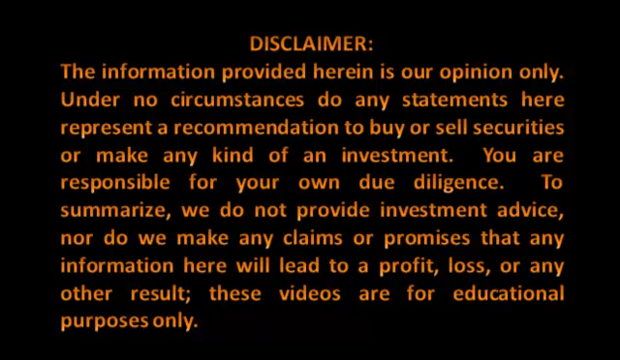 DISCLAIMER:
The information provided herein is our opinion only.
Under no circumstances do any statements here
represent a recommendation to buy or sell securities
or make any kind of an investment. You are
responsible for your own due diligence. To
summarize, we do not provide investment advice,
nor do we make any claims or promises that any
information here will lead to a profit, loss, or any
other result; these videos are for educational
purposes only.